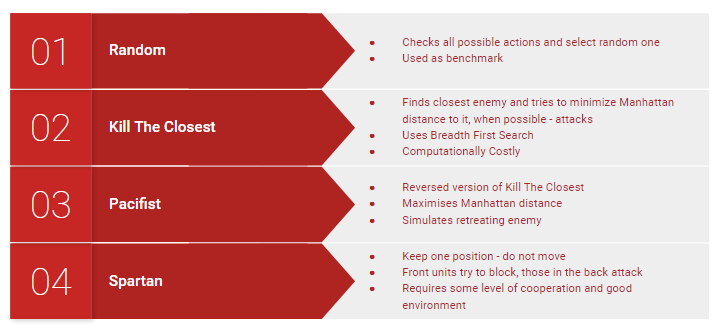 01
Random
Checks all possible actions and select random one
Used as benchmark
02
Kill The Closest
Finds closest enemy and tries to minimize Manhattan
distance to it, when possible - attacks
Uses Breadth First Search
Computationally Costly
03
Pacifist
Reversed version of Kill The Closest
Maximises Manhattan distance
Simulates retreating enemy
04
Spartan
Keep one position - do not move
Front units try to block, those in the back attack
Requires some level of cooperation and good
environment